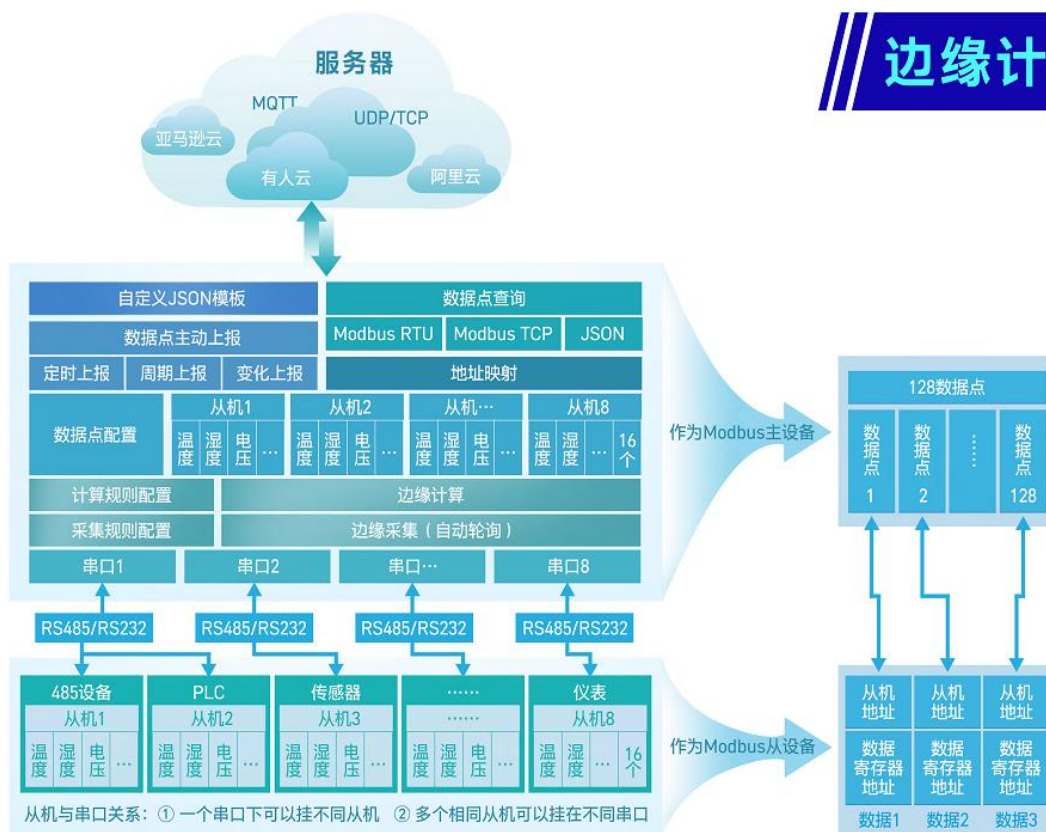 边缘计
服务器
MQTT
UDP/TCP
亚马逊云
有人云
阿里云
自定义JSON模板
数据点查询
数据点主动上报
Modbus RTU
Modbus TCP
JSON
定时上报
周期上报
变化上报
地址映射
数据点配置
从机1
从机2
从机…
从机8
温度 湿度 电压 …
温度 湿度 电压 …
温度 湿度 电压 …
温度 湿度 … 16个
计算规则配置
边缘计算
采集规则配置
边缘采集（自动轮询）
串口1
串口2
串口…
串口8
RS485/RS232
RS485/RS232
RS485/RS232
RS485/RS232
485设备
PLC
传感器
……
仪表
从机1
从机2
从机3
……
从机8
温度 湿度 电压 …
温度 湿度 电压 …
温度 湿度 电压 …
温度 湿度 电压 …
温度 湿度 … 16个
从机与串口关系：① 一个串口下可以挂不同从机 ② 多个相同从机可以挂在不同串口
作为Modbus主设备
128数据点
数据点1
数据点2
……
数据点128
作为Modbus从设备
从机地址
从机地址
从机地址
数据寄存器地址
数据寄存器地址
数据寄存器地址
数据1
数据2
数据3